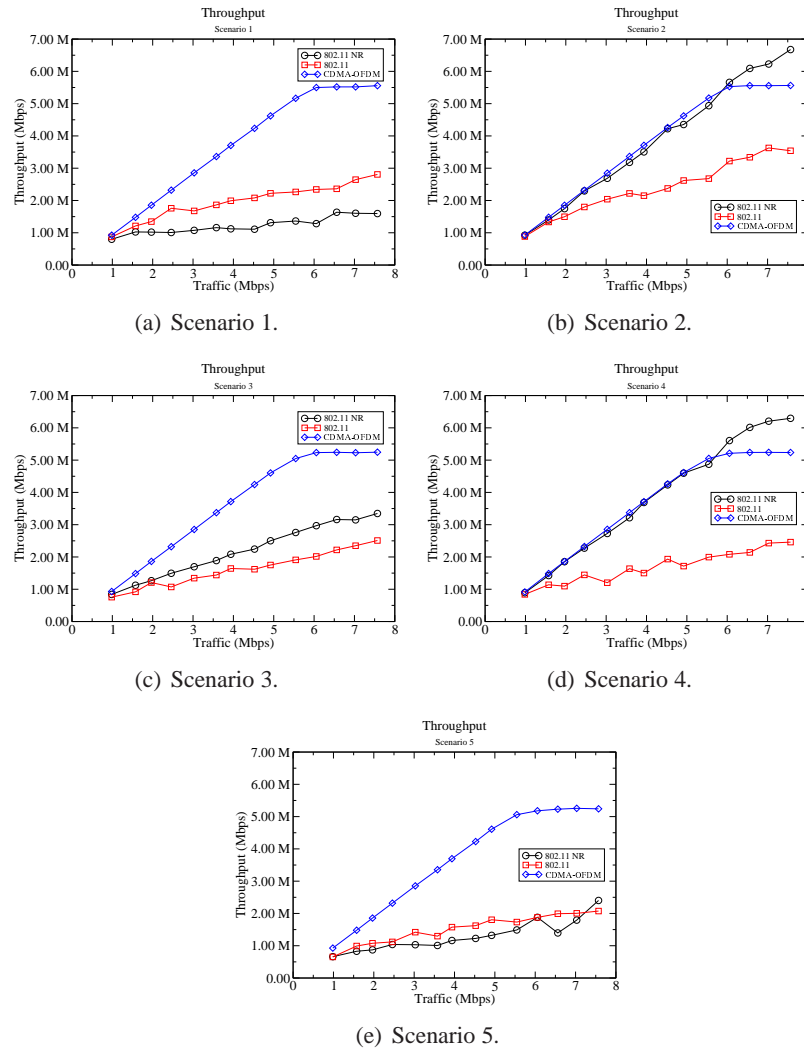 Throughput
Scenario 1
7.00 M
6.00 M
5.00 M
4.00 M
3.00 M
2.00 M
1.00 M
0.00
Throughput (Mbps)
802.11 NR
802.11
CDMA-OFDM
0 1 2 3 4 5 6 7 8
Traffic (Mbps)
(a) Scenario 1.
Throughput
Scenario 2
7.00 M
6.00 M
5.00 M
4.00 M
3.00 M
2.00 M
1.00 M
0.00
Throughput (Mbps)
802.11 NR
802.11
CDMA-OFDM
0 1 2 3 4 5 6 7
Traffic (Mbps)
(b) Scenario 2.
Throughput
Scenario 3
7.00 M
6.00 M
5.00 M
4.00 M
3.00 M
2.00 M
1.00 M
0.00
Throughput (Mbps)
802.11 NR
802.11
CDMA-OFDM
0 1 2 3 4 5 6 7 8
Traffic (Mbps)
(c) Scenario 3.
Throughput
Scenario 4
7.00 M
6.00 M
5.00 M
4.00 M
3.00 M
2.00 M
1.00 M
0.00
Throughput (Mbps)
802.11 NR
802.11
CDMA-OFDM
0 1 2 3 4 5 6 7
Traffic (Mbps)
(d) Scenario 4.
Throughput
Scenario 5
7.00 M
6.00 M
5.00 M
4.00 M
3.00 M
2.00 M
1.00 M
0.00
Throughput (Mbps)
802.11 NR
802.11
CDMA-OFDM
0 1 2 3 4 5 6 7 8
Traffic (Mbps)
(e) Scenario 5.